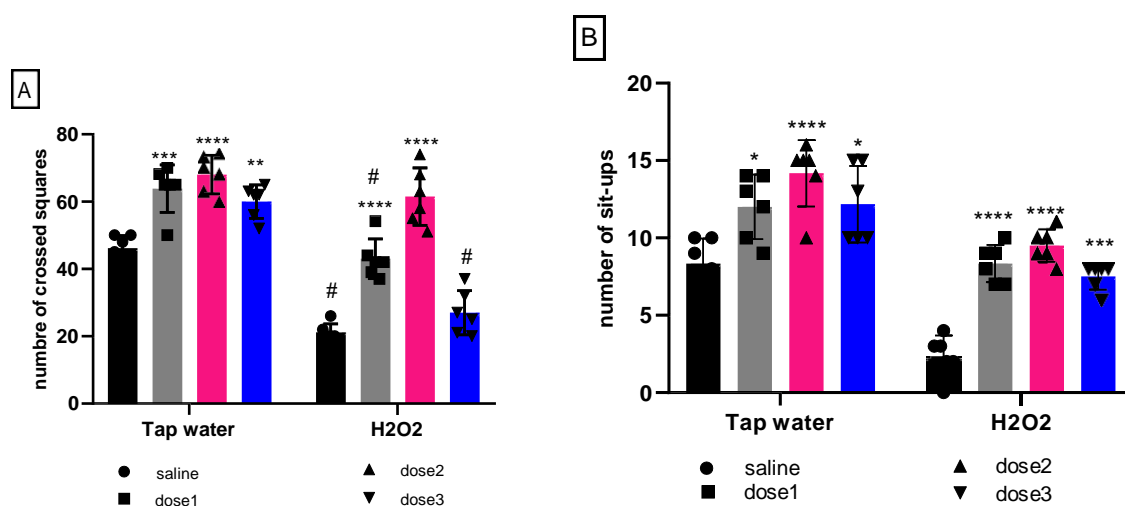 A
numbre of crossed squares
80
60
40
20
0
***
****
**
#
#
****
****
#
Tap water
H2O2
saline
dose1
dose2
dose3
B
number of sit-ups
20
15
10
5
0
*
****
*
****
****
***
Tap water
H2O2
saline
dose1
dose2
dose3